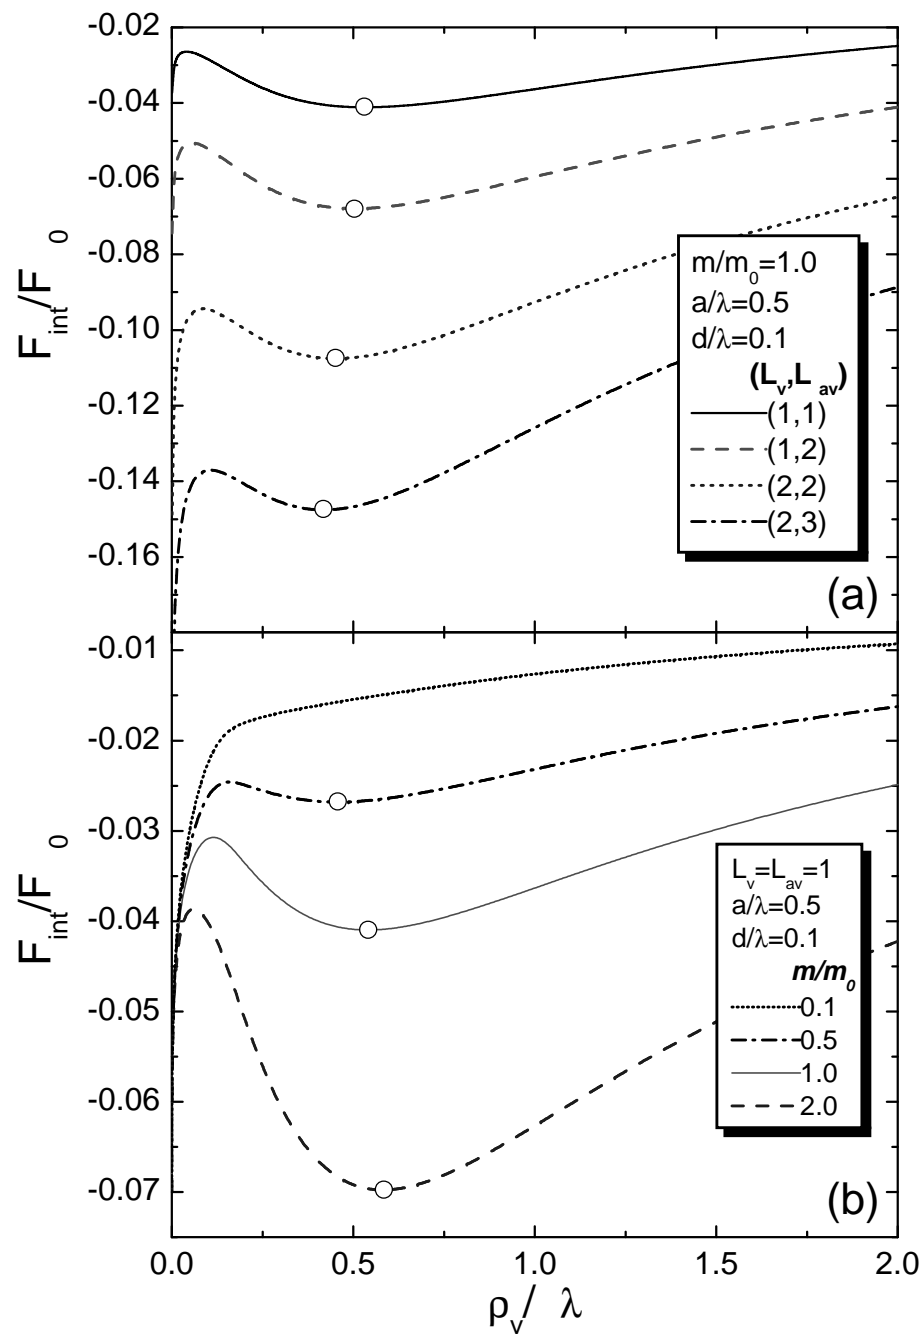 -0.02
-0.04
-0.06
-0.08
-0.10
-0.12
-0.14
-0.16
F_int/F_0
m/m_0=1.0
a/λ=0.5
d/λ=0.1
(L_v,L_av)
(1,1)
(1,2)
(2,2)
(2,3)
(a)
-0.01
-0.02
-0.03
-0.04
-0.05
-0.06
-0.07
F_int/F_0
L_v=L_av=1
a/λ=0.5
d/λ=0.1
m/m_0
0.1
0.5
1.0
2.0
(b)
0.0 0.5 1.0 1.5 2.0
ρ_v/ λ